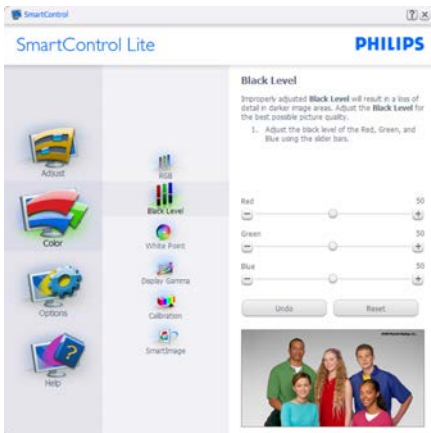 SmartControl
SmartControl Lite
PHILIPS
Adjust
Color
Options
Help
RGB
Black Level
White Point
Display Gamma
Calibration
SmartImage
Black Level
Improperly adjusted Black Level will result in a loss of
detail in darker image areas. Adjust the Black Level for
the best possible picture quality.
1. Adjust the black level of the Red, Green, and
Blue using the slider bars.
Red 50
Green 50
Blue 50
Undo Reset